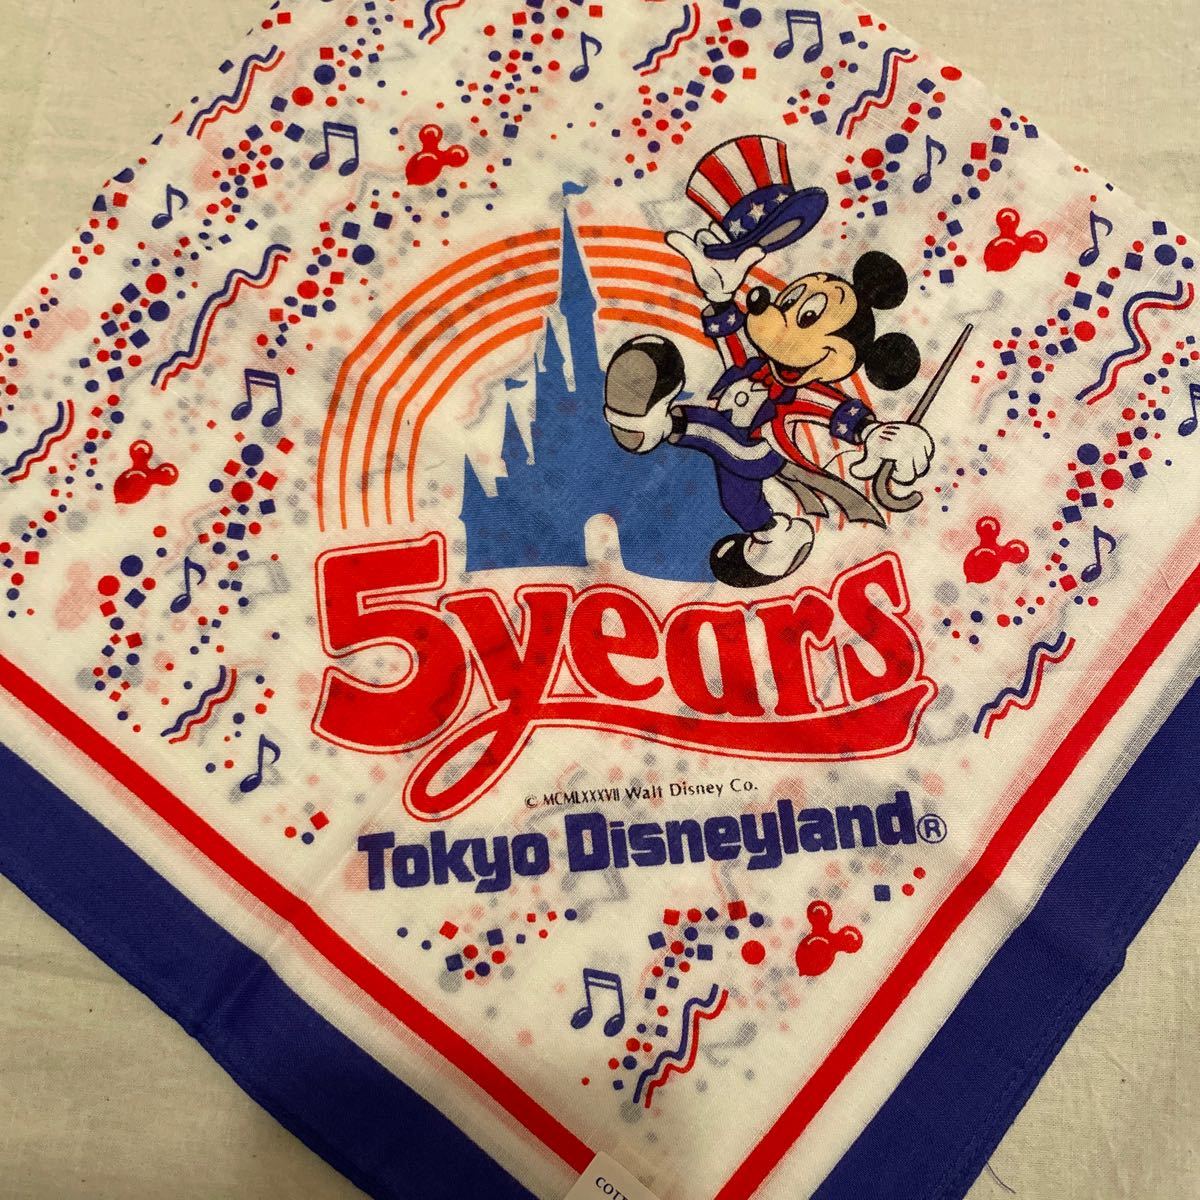 5years
© MCMLXXXVII Walt Disney Co.
Tokyo Disneyland®